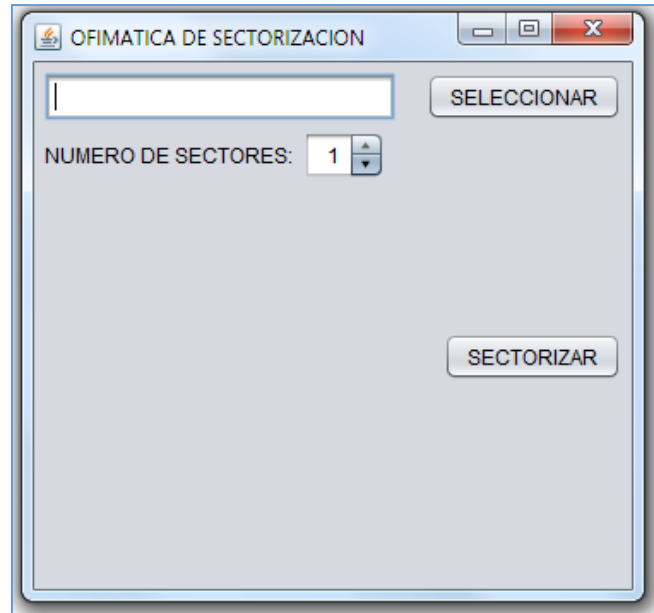 OFIMATICA DE SECTORIZACION
SELECCIONAR
NUMERO DE SECTORES: 1
SECTORIZAR